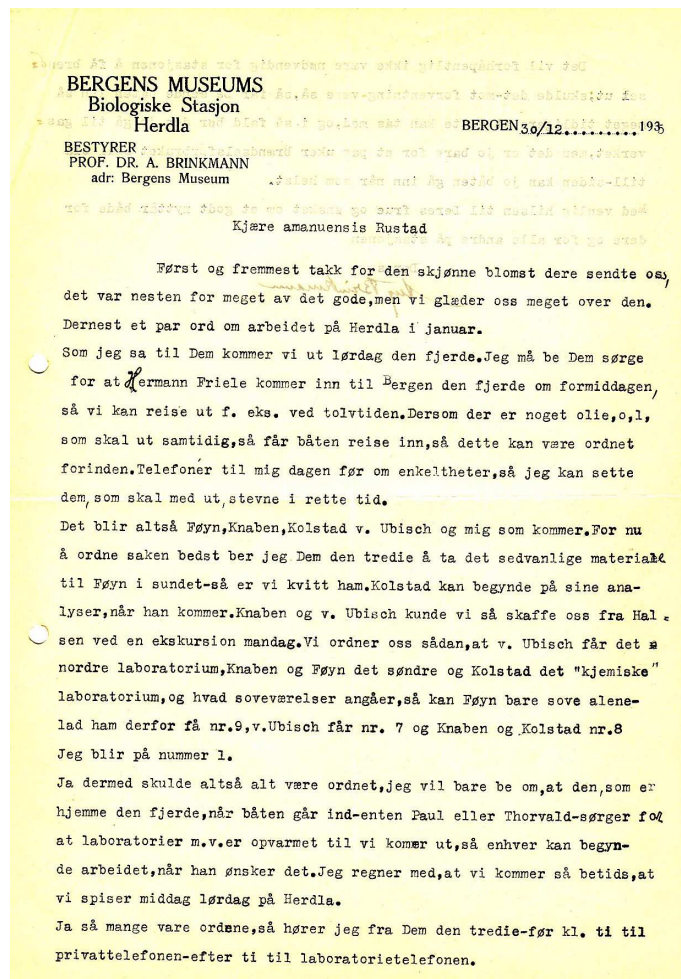 BERGENS MUSEUMS
Biologiske Stasjon
Herdla
BERGEN 30/12.......... 1935
BESTYRER
PROF. DR. A. BRINKMANN
adr: Bergens Museum
Kjære amanuensis Rustad
Først og fremmest takk for den skjønne blomst dere sendte oss,
det var nesten for meget av det gode,men vi glæder oss meget over den.
Dernest et par ord om arbeidet på Herdla i januar.
Som jeg sa til Dem kommer vi ut lørdag den fjerde.Jeg må be Dem sørge
for at Hermann Friele kommer inn til Bergen den fjerde om formiddagen,
så vi kan reise ut f. eks. ved tolvtiden.Dersom der er noget olie,o,l,
som skal ut samtidig,så får båten reise inn,så dette kan være ordnet
forinden.Telefonér til mig dagen før om enkeltheter,så jeg kan sette
dem, som skal med ut, stevne i rette tid.
Det blir altså Føyn,Knaben,Kolstad v. Ubisch og mig som kommer.For nu
å ordne saken bedst ber jeg Dem den tredie å ta det sedvanlige materiale
til Føyn i sundet-så er vi kvitt ham.Kolstad kan begynde på sine ana-
lyser,når han kommer.Knaben og v. Ubisch kunde vi så skaffe oss fra Hal-
sen ved en ekskursion mandag.Vi ordner oss sådan,at v. Ubisch får det
nordre laboratorium,Knaben og Føyn det søndre og Kolstad det "kjemiske"
laboratorium,og hvad soveværelser angåer,så kan Føyn bare sove alene-
lad ham derfor få nr.9,v.Ubisch får nr. 7 og Knaben og Kolstad nr.8
Jeg blir på nummer 1.
Ja dermed skulde altså alt være ordnet,jeg vil bare be om,at den,som er
hjemme den fjerde,når båten går ind-enten Paul eller Thorvald-sørger for
at laboratorier m.v.er opvarmet til vi komær ut,så enhver kan begyn-
de arbeidet,når han ønsker det.Jeg regner med,at vi kommer så betids,at
vi spiser middag lørdag på Herdla.
Ja så mange vare ordene,så hører jeg fra Dem den tredie-før kl. ti til
privattelefonen-efter ti til laboratorietelefonen.